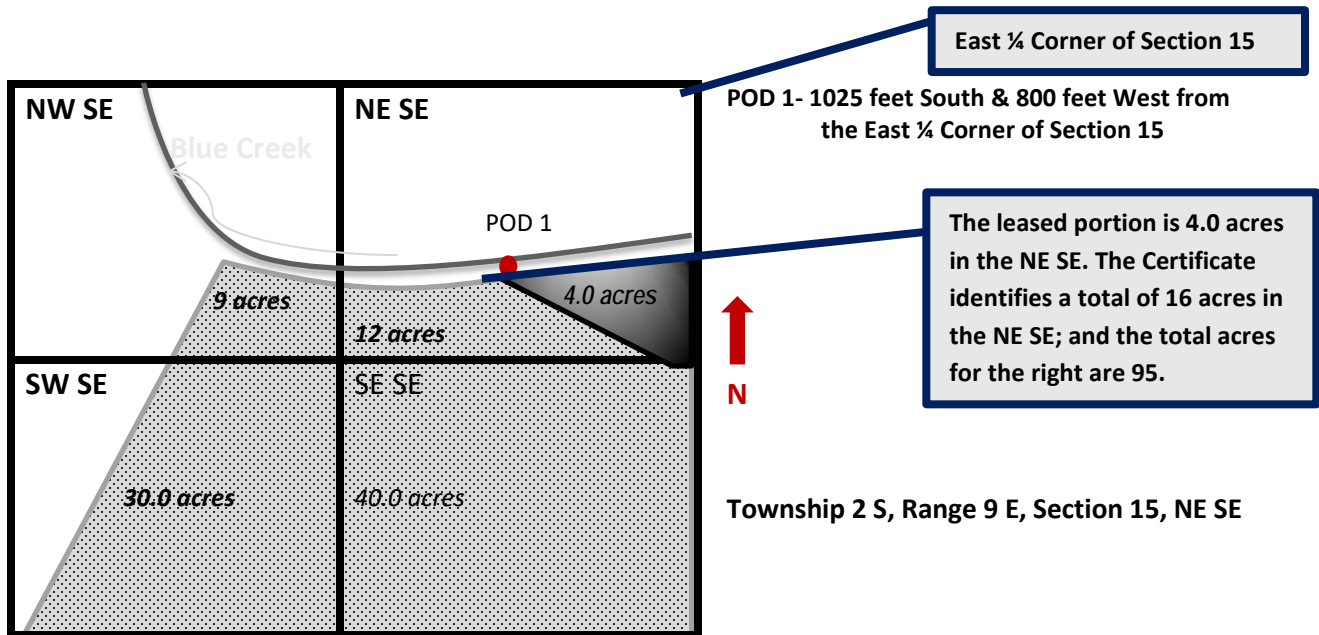 East ¼ Corner of Section 15
POD 1- 1025 feet South & 800 feet West from
the East ¼ Corner of Section 15
NW SE
NE SE
Blue Creek
POD 1
The leased portion is 4.0 acres
in the NE SE. The Certificate
identifies a total of 16 acres in
the NE SE; and the total acres
for the right are 95.
9 acres
4.0 acres
12 acres
N
SW SE
SE SE
30.0 acres
40.0 acres
Township 2 S, Range 9 E, Section 15, NE SE